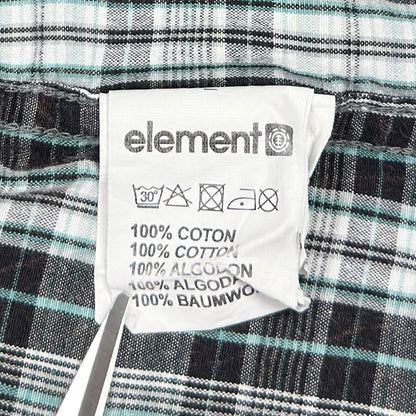 element
30°
100% COTON
100% COTTON
100% ALGODON
100% ALGODA
100% BAUMWO